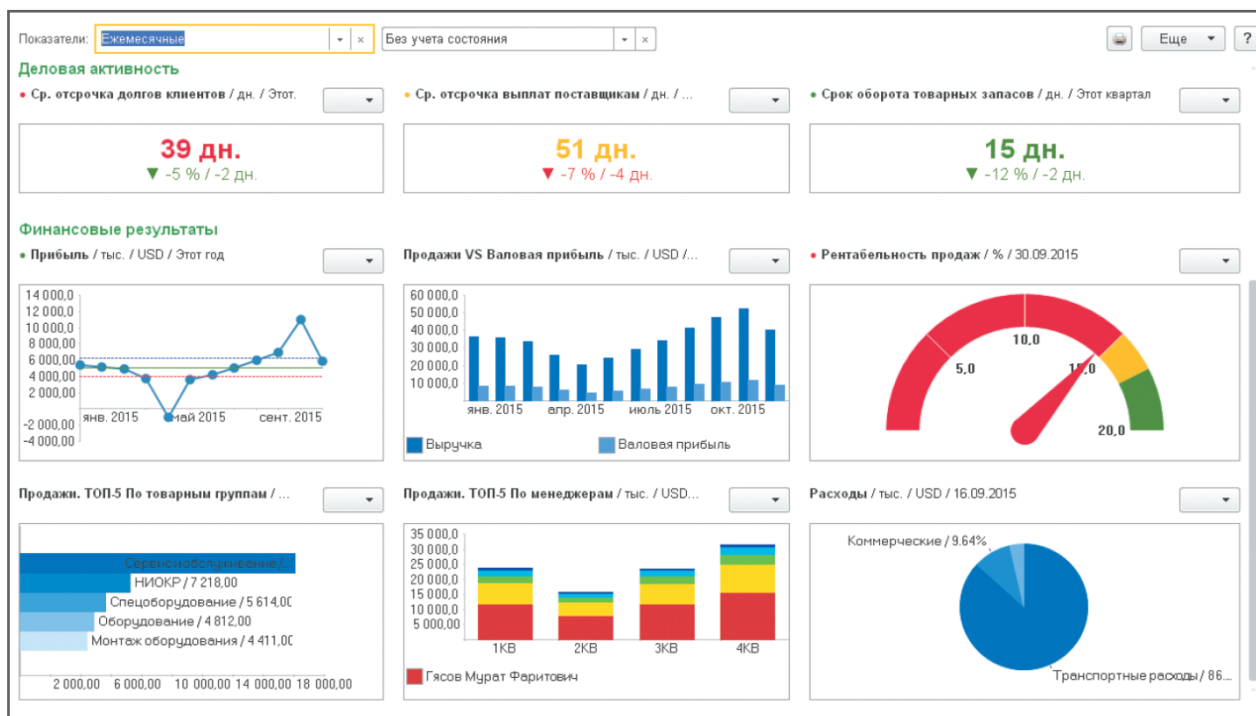 Показатели: Ежемесячные Без учета состояния Еще ?
Деловая активность
Ср. отсрочка долгов клиентов / дн. / Этот.
39 дн.
▼ -5 % / -2 дн.
Ср. отсрочка выплат поставщикам / дн. / ...
51 дн.
▼ -7 % / -4 дн.
Срок оборота товарных запасов / дн. / Этот квартал
15 дн.
▼ -12 % / -2 дн.
Финансовые результаты
Прибыль / тыс. / USD / Этот год
14 000,0
12 000,0
10 000,0
8 000,00
6 000,00
4 000,00
2 000,00
-2 000,00
-4 000,00
янв. 2015 май 2015 сент. 2015
Продажи VS Валовая прибыль / тыс. / USD /...
60 000,0
50 000,0
40 000,0
30 000,0
20 000,0
10 000,0
янв. 2015 апр. 2015 июль 2015 окт. 2015
Выручка Валовая прибыль
Рентабельность продаж / % / 30.09.2015
5,0
10,0
15,0
20,0
Продажи. ТОП-5 По товарным группам / ...
Сервис и обслуживание / ...
НИОКР / 7 218,00
Спецоборудование / 5 614,00
Оборудование / 4 812,00
Монтаж оборудования / 4 411,00
2 000,00 6 000,00 10 000,00 14 000,00 18 000,00
Продажи. ТОП-5 По менеджерам / тыс. / USD...
35 000,0
30 000,0
25 000,0
20 000,0
15 000,0
10 000,0
5 000,00
1КВ 2КВ 3КВ 4КВ
Гясов Мурат Фаритович
Расходы / тыс. / USD / 16.09.2015
Коммерческие / 9.64%
Транспортные расходы / 86...